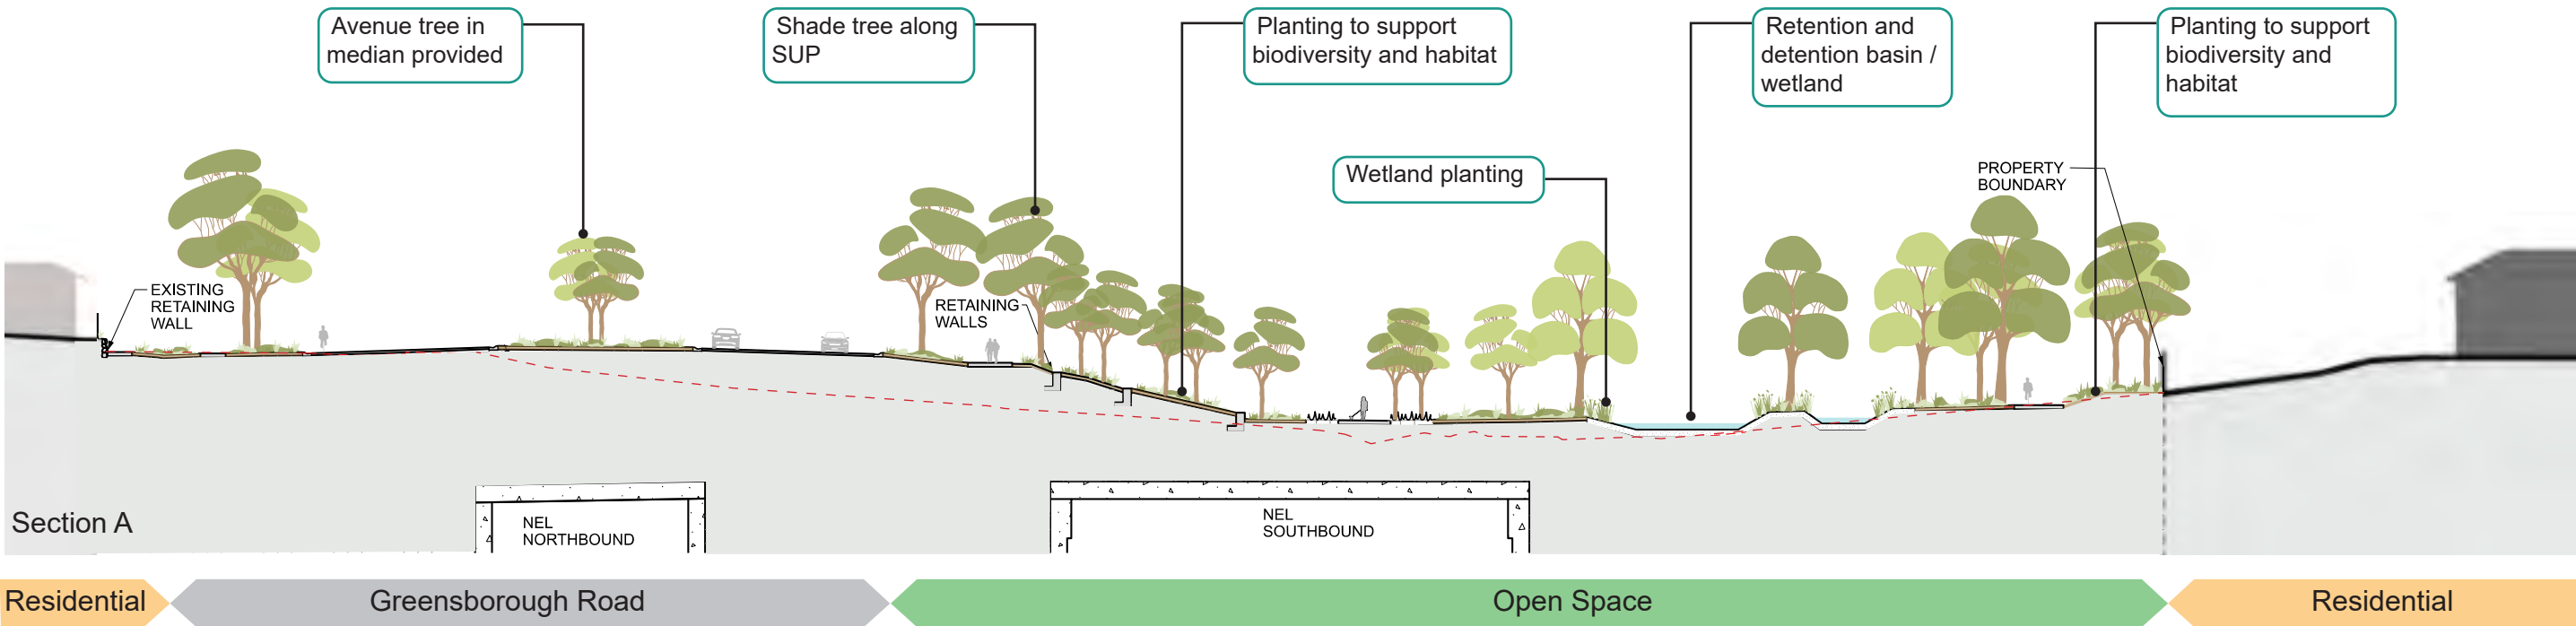 Avenue tree in
median provided
Shade tree along
SUP
Planting to support
biodiversity and habitat
Retention and
detention basin /
wetland
Planting to support
biodiversity and
habitat
Wetland planting
PROPERTY
BOUNDARY
EXISTING
RETAINING
WALL
RETAINING
WALLS
Section A
NEL
NORTHBOUND
NEL
SOUTHBOUND
Residential
Greensborough Road
Open Space
Residential